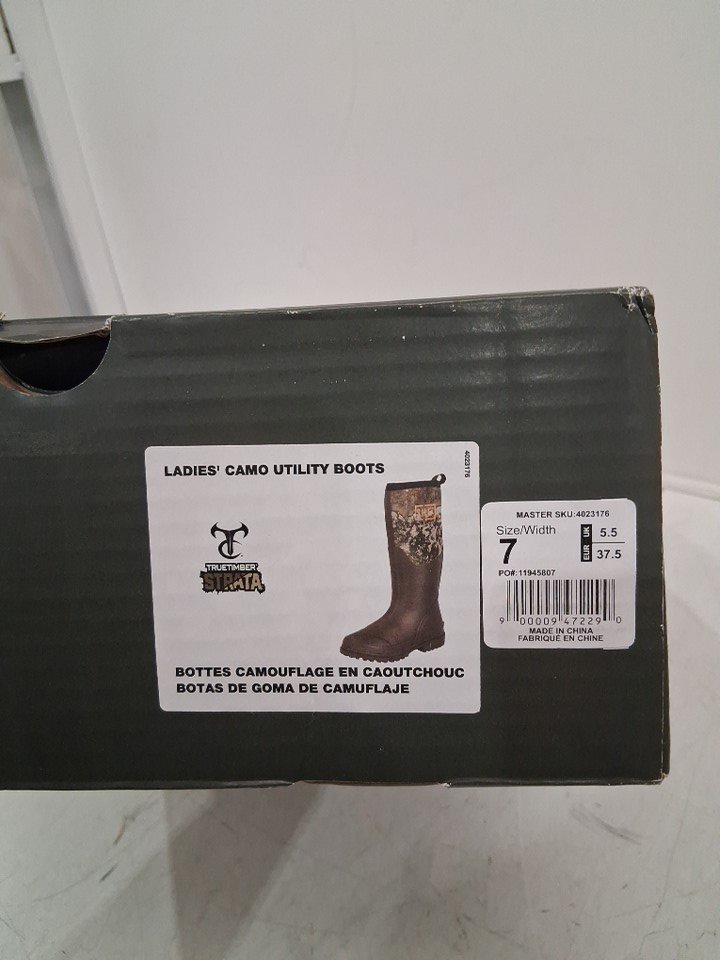 LADIES' CAMO UTILITY BOOTS
4023176
TRUETIMBER
STRATA
BOTTES CAMOUFLAGE EN CAOUTCHOUC
BOTAS DE GOMA DE CAMUFLAJE
MASTER SKU:4023176
Size/Width
7
UK 5.5
EUR 37.5
PO#:11945807
9 00009 47229 0
MADE IN CHINA
FABRIQUÉ EN CHINE